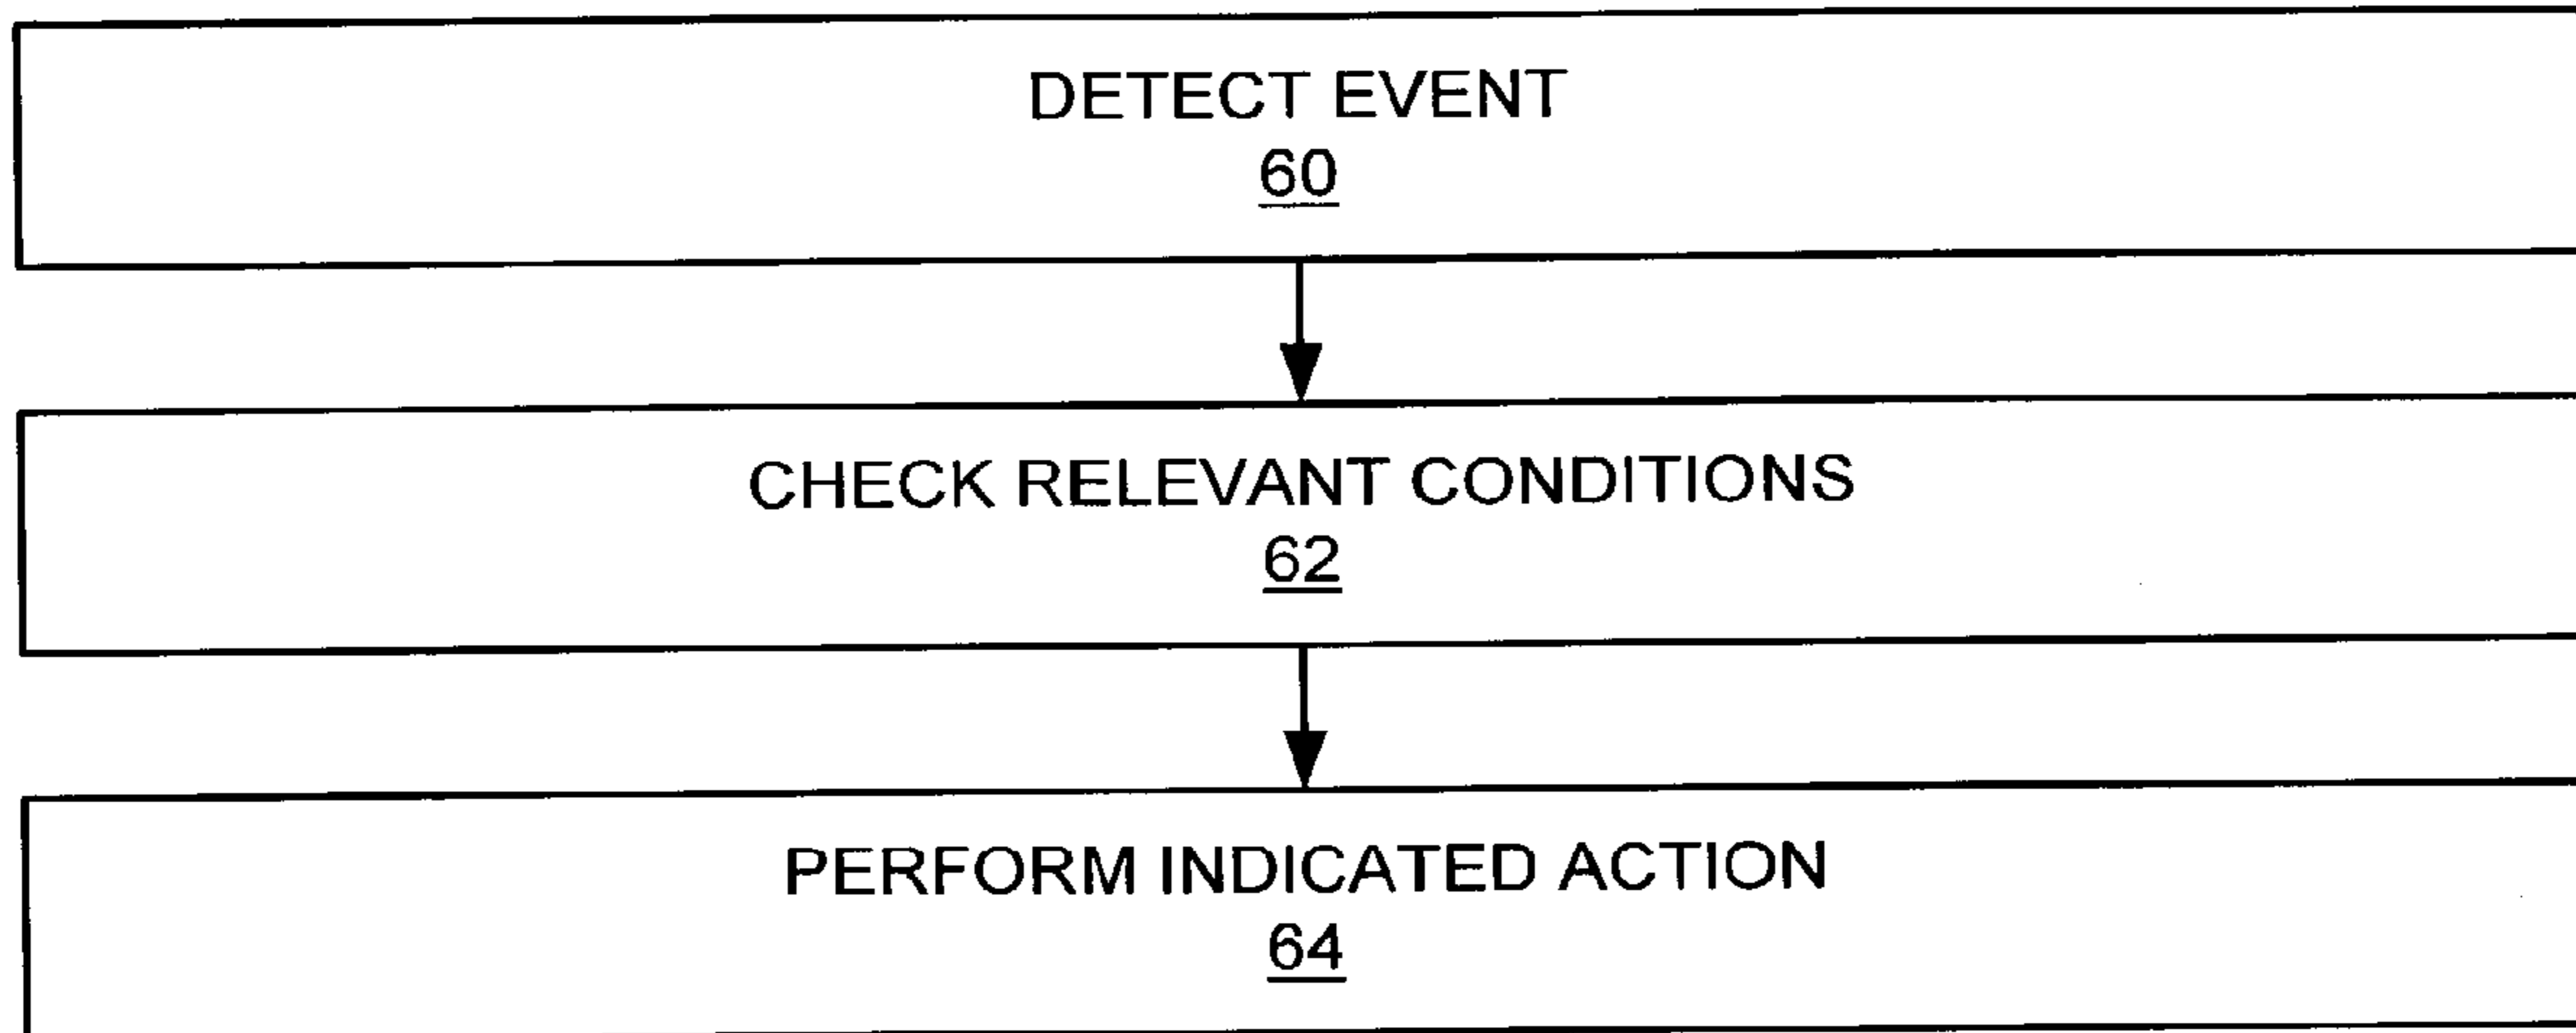 DETECT EVENT
60
CHECK RELEVANT CONDITIONS
62
PERFORM INDICATED ACTION
64